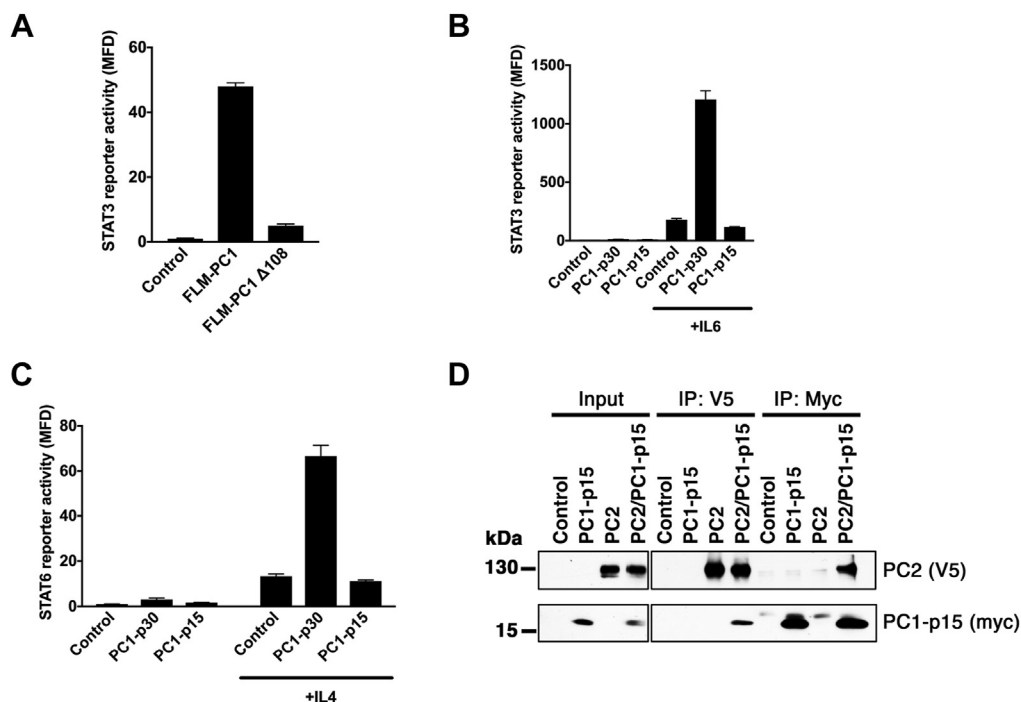 A
STAT3 reporter activity (MFD)
60
40
20
0
Control
FLM-PC1
FLM-PC1 Δ108
B
STAT3 reporter activity (MFD)
1500
1000
500
0
Control
PC1-p30
PC1-p15
Control
PC1-p30
PC1-p15
+IL6
C
STAT6 reporter activity (MFD)
80
60
40
20
0
Control
PC1-p30
PC1-p15
Control
PC1-p30
PC1-p15
+IL4
D
Input
IP: V5
IP: Myc
Control
PC1-p15
PC2
PC2/PC1-p15
Control
PC1-p15
PC2
PC2/PC1-p15
Control
PC1-p15
PC2
PC2/PC1-p15
kDa
130
PC2 (V5)
15
PC1-p15 (myc)